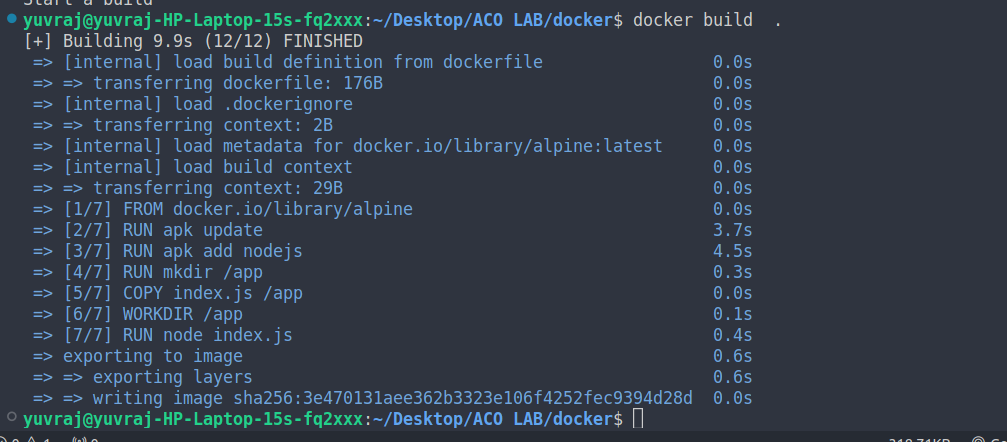 Start a build
yuvraj@yuvraj-HP-Laptop-15s-fq2xxx:~/Desktop/ACO LAB/docker$ docker build  .
[+] Building 9.9s (12/12) FINISHED
 => [internal] load build definition from dockerfile                 0.0s
 => => transferring dockerfile: 176B                                 0.0s
 => [internal] load .dockerignore                                    0.0s
 => => transferring context: 2B                                      0.0s
 => [internal] load metadata for docker.io/library/alpine:latest     0.0s
 => [internal] load build context                                    0.0s
 => => transferring context: 29B                                     0.0s
 => [1/7] FROM docker.io/library/alpine                              0.0s
 => [2/7] RUN apk update                                             3.7s
 => [3/7] RUN apk add nodejs                                         4.5s
 => [4/7] RUN mkdir /app                                             0.3s
 => [5/7] COPY index.js /app                                         0.0s
 => [6/7] WORKDIR /app                                               0.1s
 => [7/7] RUN node index.js                                          0.4s
 => exporting to image                                               0.6s
 => => exporting layers                                              0.6s
 => => writing image sha256:3e470131aee362b3323e106f4252fec9394d28d  0.0s
yuvraj@yuvraj-HP-Laptop-15s-fq2xxx:~/Desktop/ACO LAB/docker$